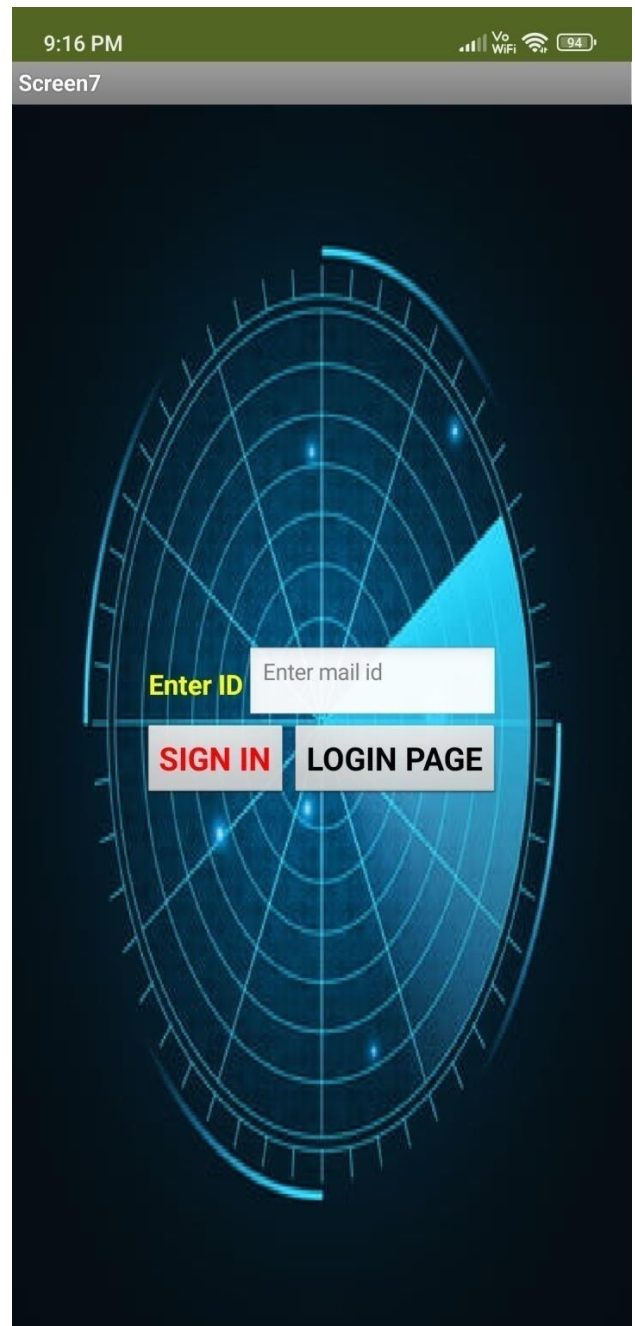 9:16 PM Vo WiFi 94
Screen7
Enter ID Enter mail id
SIGN IN LOGIN PAGE